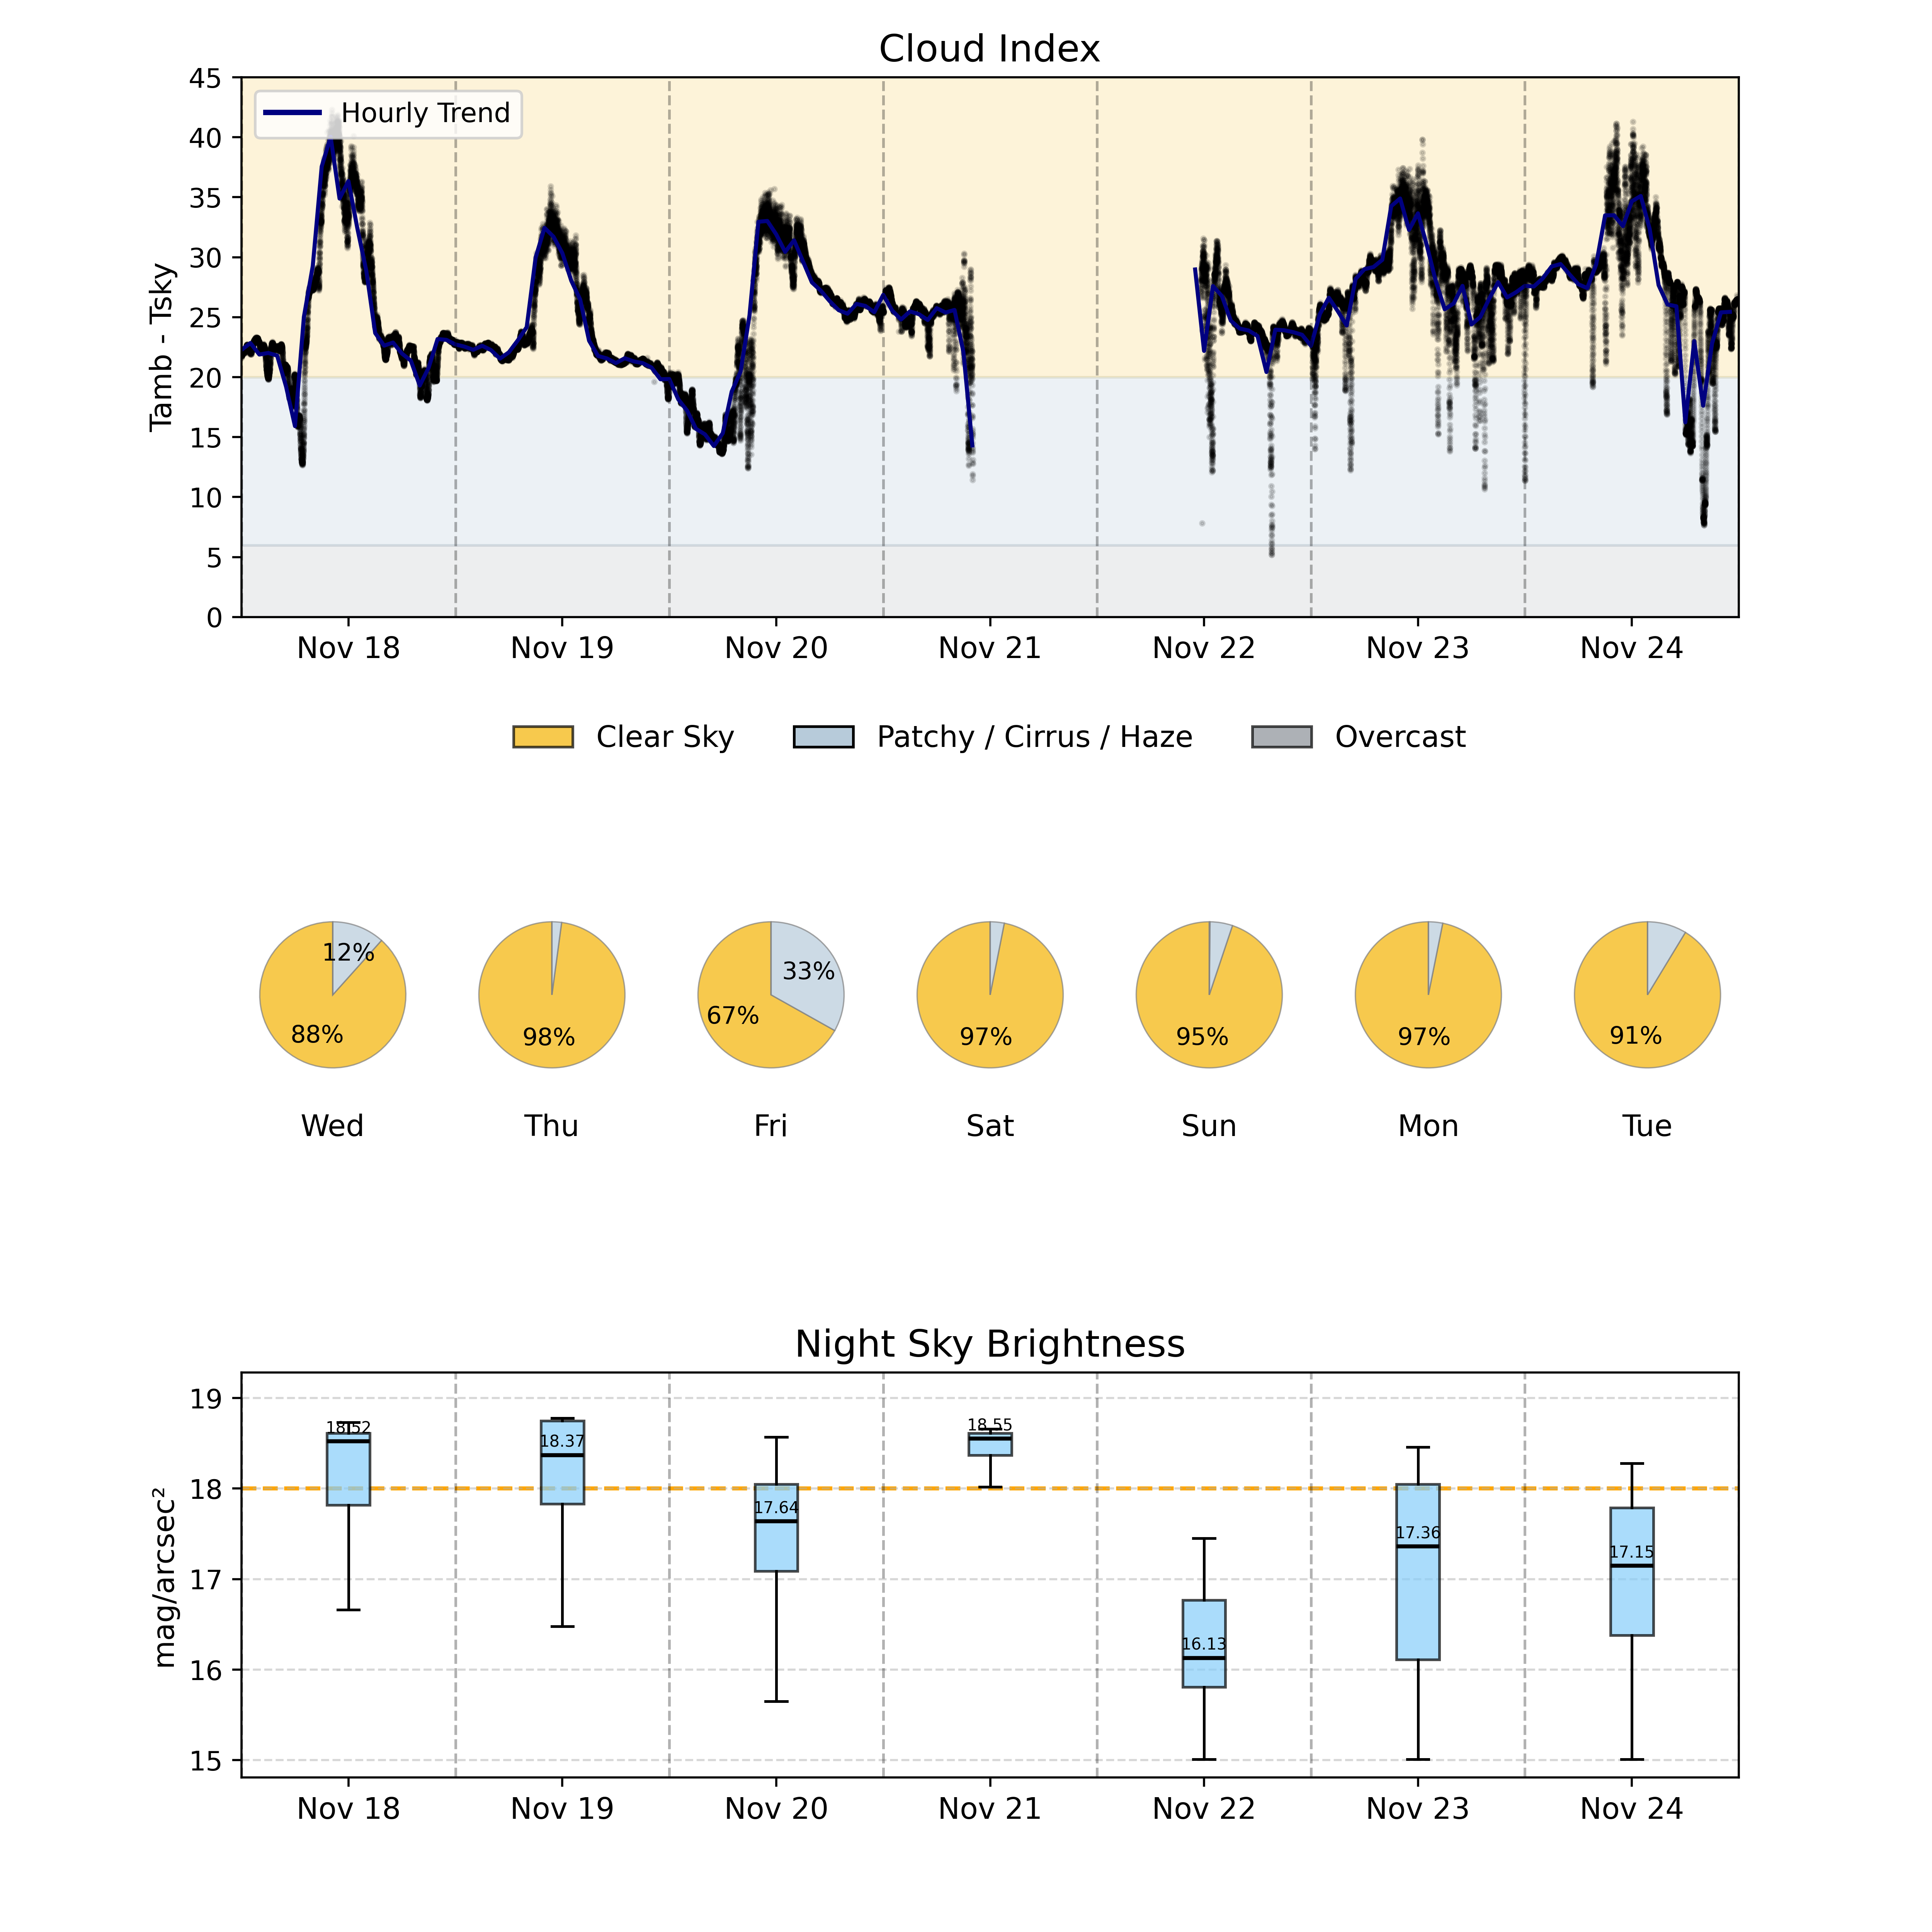 Cloud Index
Hourly Trend
Tamb - Tsky
45
40
35
30
25
20
15
10
5
0
Nov 18 Nov 19 Nov 20 Nov 21 Nov 22 Nov 23 Nov 24
Clear Sky Patchy / Cirrus / Haze Overcast
12% 88% 98% 33% 67% 97% 95% 97% 91%
Wed Thu Fri Sat Sun Mon Tue
Night Sky Brightness
mag/arcsec²
19
18
17
16
15
18.52 18.37 17.64 18.55 16.13 17.36 17.15
Nov 18 Nov 19 Nov 20 Nov 21 Nov 22 Nov 23 Nov 24